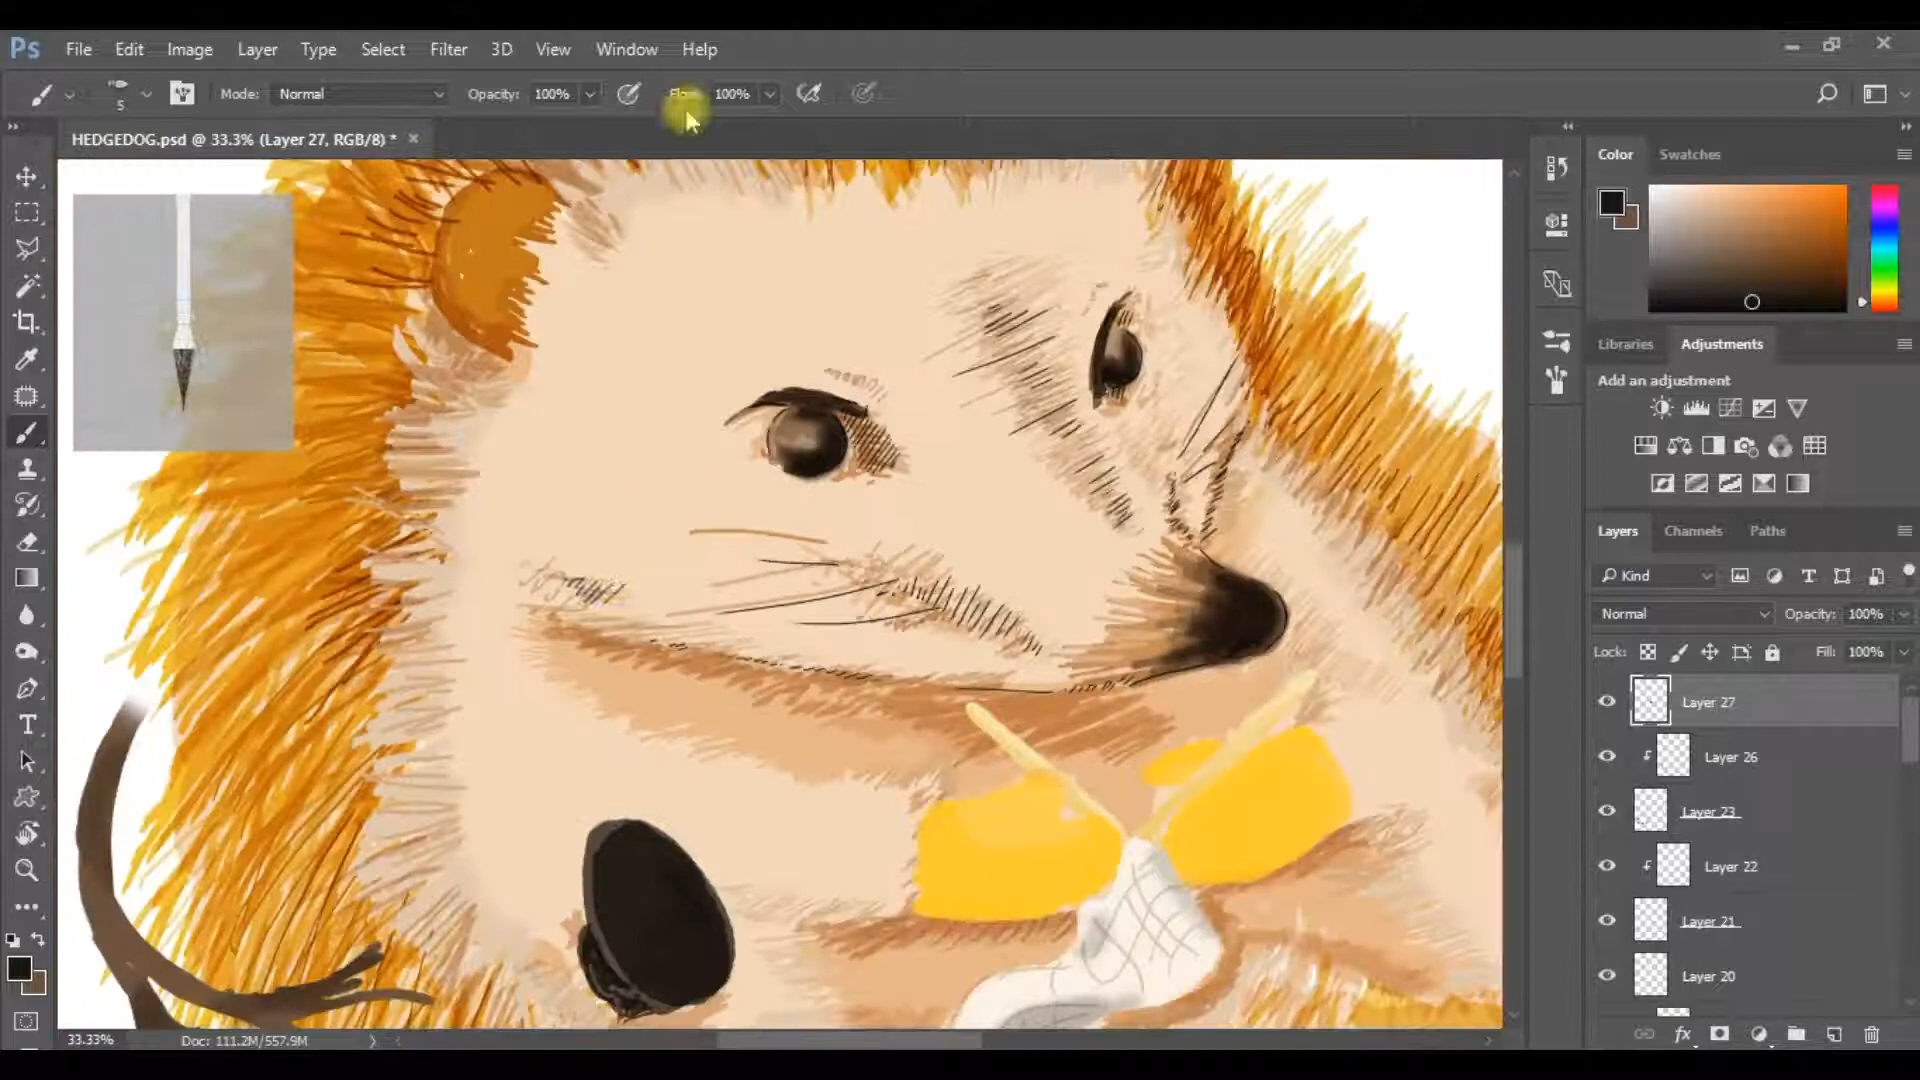 Ps File Edit Image Layer Type Select Filter 3D View Window Help
5 Mode: Normal Opacity: 100% Flow: 100%
HEDGEDOG.psd @ 33.3% (Layer 27, RGB/8) *
Color Swatches
Libraries Adjustments
Add an adjustment
Layers Channels Paths
Kind
Normal Opacity: 100%
Lock: Fill: 100%
Layer 27
Layer 26
Layer 23
Layer 22
Layer 21
Layer 20
33.33% Doc: 111.2M/557.9M